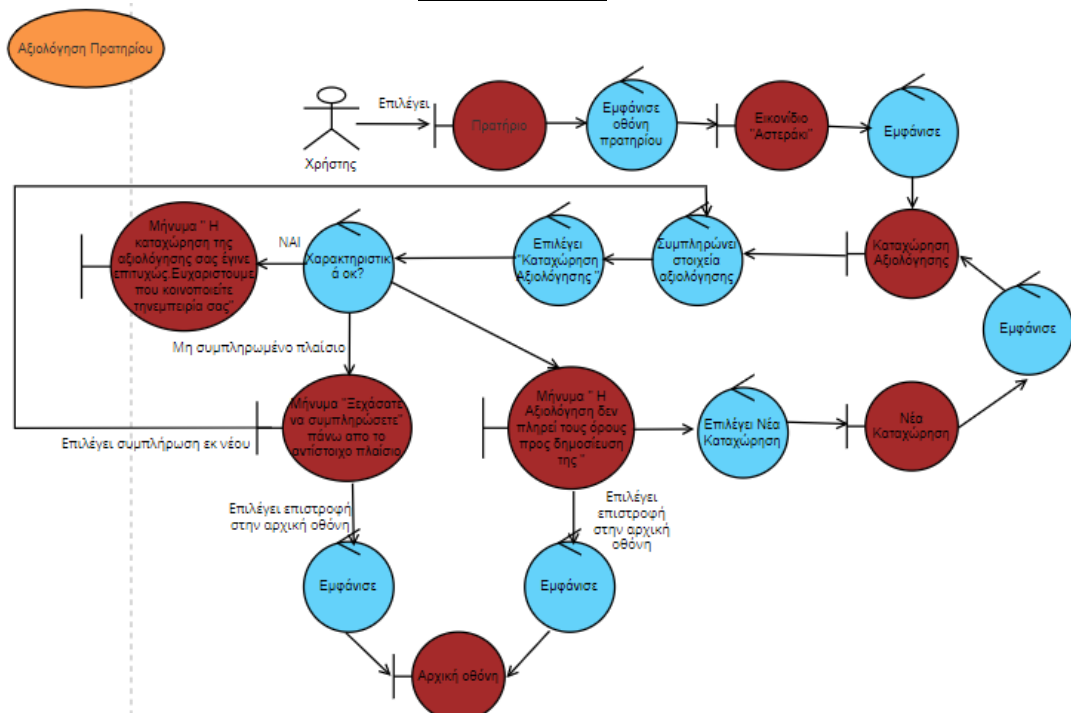 Αξιολόγηση Πρατηρίου
Επιλέγει
Χρήστης
Πρατήριο
Εμφάνισε
οθόνη
πρατηρίου
Εικονίδιο
"Αστεράκι"
Εμφάνισε
Μήνυμα " Η
καταχώρηση της
αξιολόγησης σας έγινε
επιτυχώς.Ευχαριστουμε
που κοινοποιείτε
τηνεμπειρία σας"
ΝΑΙ
Χαρακτηριστικ
ά οκ?
Επιλέγει
"Καταχώρηση
Αξιολόγησης "
Συμπληρώνει
στοιχεία
αξιολόγησης
Καταχώρηση
Αξιολόγησης
Εμφάνισε
Μη συμπληρωμένο πλαίσιο
Μήνυμα "Ξεχάσατε
να συμπληρώσετε"
πάνω απο το
αντίστοιχο πλαίσιο
Επιλέγει συμπλήρωση εκ νέου
Μήνυμα " Η
Αξιολόγηση δεν
πληρεί τους όρους
προς δημοσίευση
της "
Επιλέγει Νέα
Καταχώρηση
Νέα
Καταχώρηση
Επιλέγει επιστροφή
στην αρχική οθόνη
Επιλέγει
επιστροφή
στην αρχική
οθόνη
Εμφάνισε
Εμφάνισε
Αρχική οθόνη